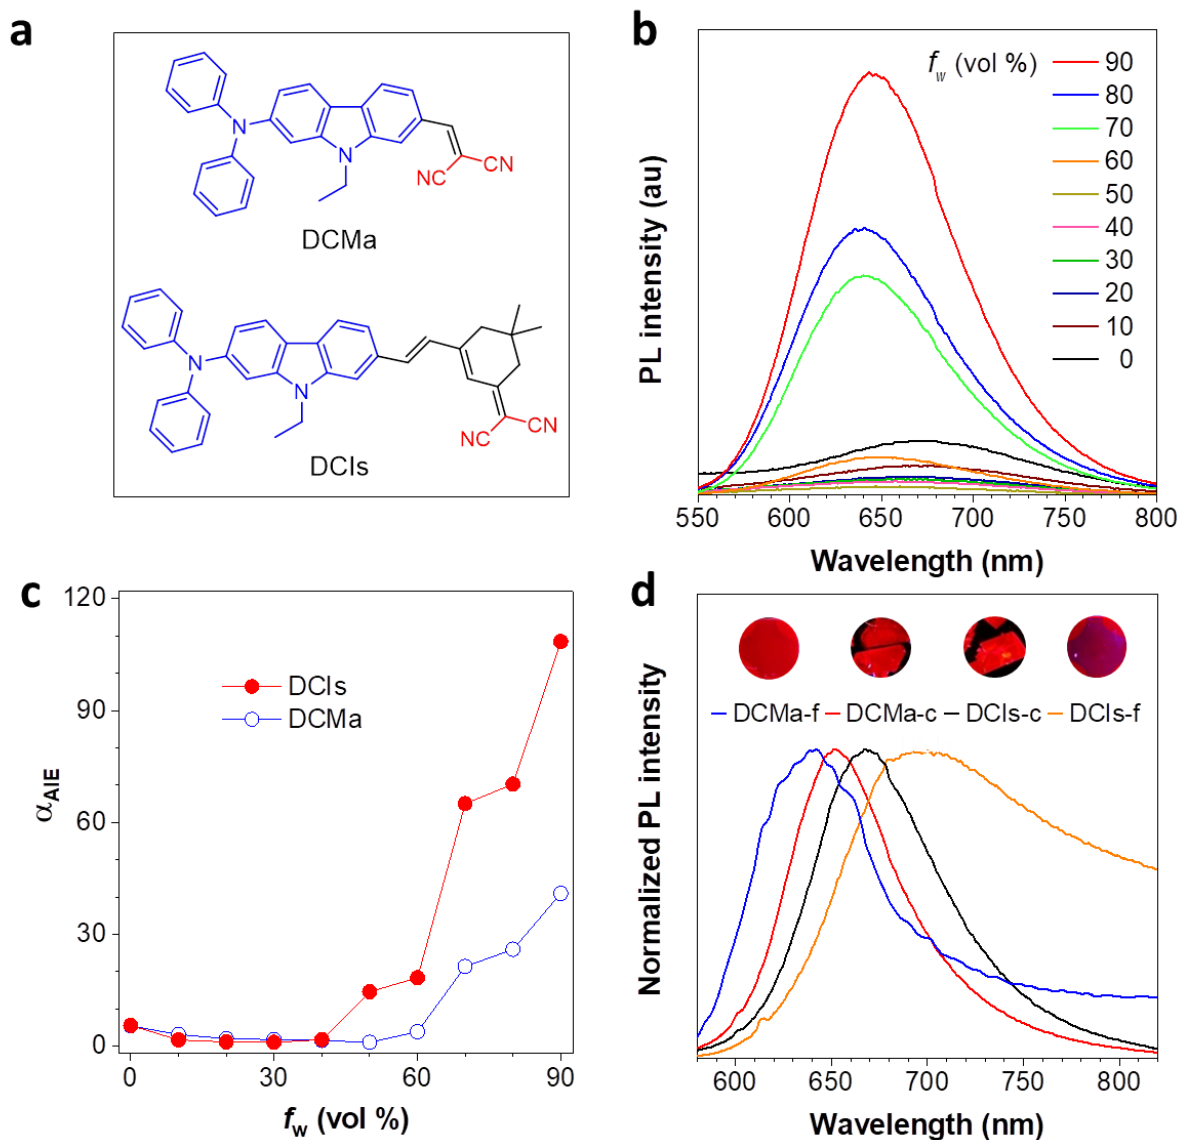 a
N
N
NC
CN
DCMa
N
N
NC
CN
DCIs
b
f_w (vol %)
90
80
70
60
50
40
30
20
10
0
PL intensity (au)
550 600 650 700 750 800
Wavelength (nm)
c
120
90
60
30
0
DCIs
DCMa
α_AIE
0 30 60 90
f_w (vol %)
d
DCMa-f DCMa-c DCIs-c DCIs-f
Normalized PL intensity
600 650 700 750 800
Wavelength (nm)